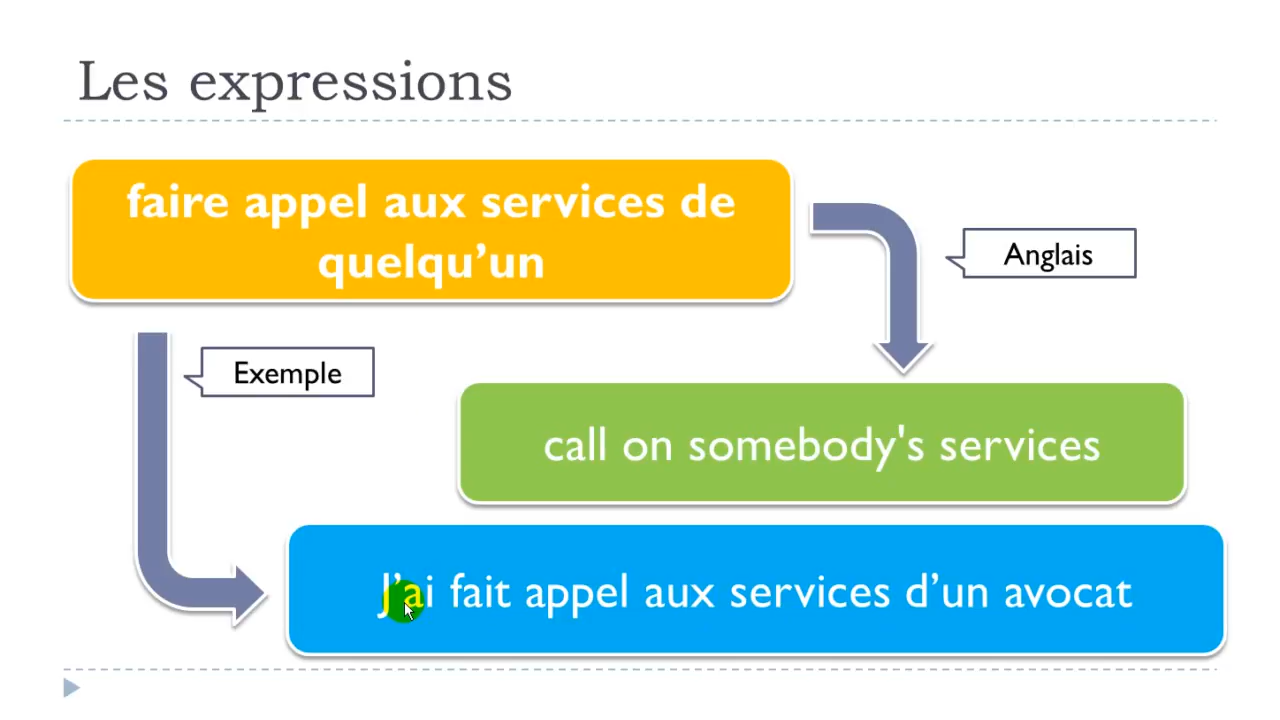 Les expressions
faire appel aux services de
quelqu’un
Anglais
Exemple
call on somebody's services
J’ai fait appel aux services d’un avocat